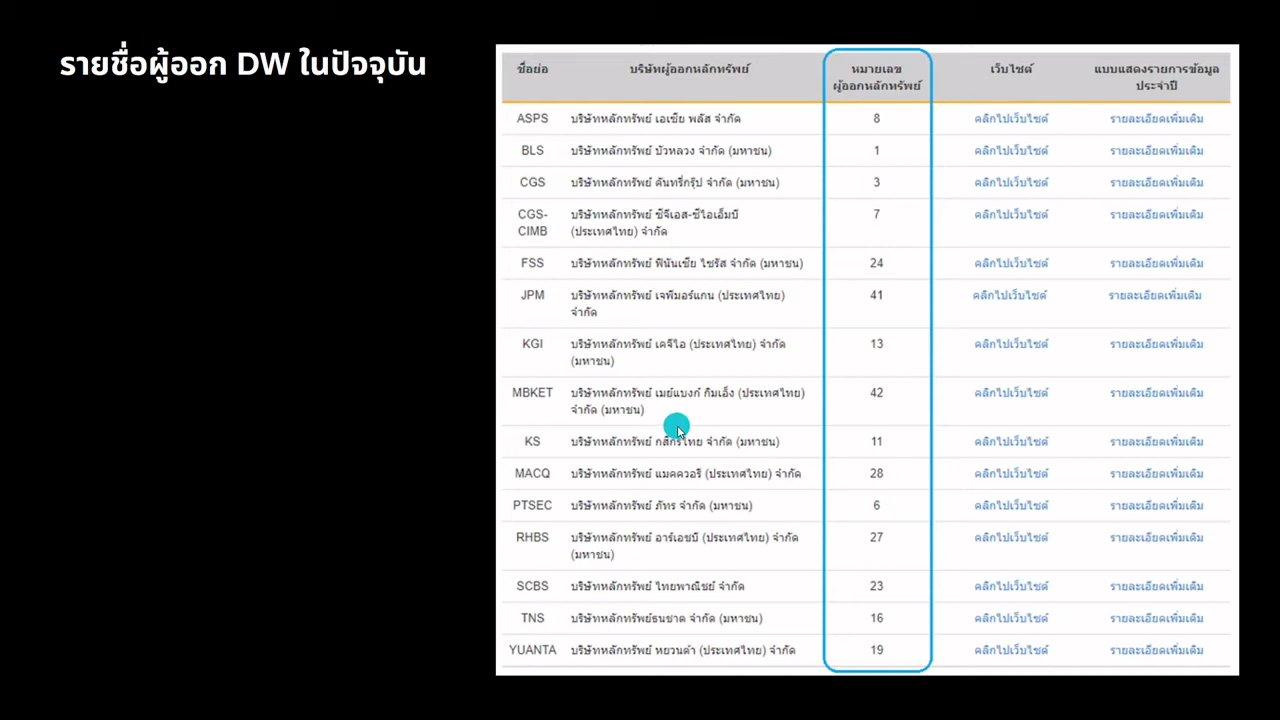 รายชื่อผู้ออก DW ในปัจจุบัน
ชื่อย่อ บริษัทผู้ออกหลักทรัพย์ หมายเลข ผู้ออกหลักทรัพย์ เว็บไซต์ แบบแสดงรายการข้อมูล ประจำปี
ASPS บริษัทหลักทรัพย์ เอเซีย พลัส จำกัด 8 คลิกไปเว็บไซต์ รายละเอียดเพิ่มเติม
BLS บริษัทหลักทรัพย์ บัวหลวง จำกัด (มหาชน) 1 คลิกไปเว็บไซต์ รายละเอียดเพิ่มเติม
CGS บริษัทหลักทรัพย์ คันทรี่กรุ๊ป จำกัด (มหาชน) 3 คลิกไปเว็บไซต์ รายละเอียดเพิ่มเติม
CGS-CIMB บริษัทหลักทรัพย์ ซีจีเอส-ซีไอเอ็มบี (ประเทศไทย) จำกัด 7 คลิกไปเว็บไซต์ รายละเอียดเพิ่มเติม
FSS บริษัทหลักทรัพย์ ฟินันเซีย ไซรัส จำกัด (มหาชน) 24 คลิกไปเว็บไซต์ รายละเอียดเพิ่มเติม
JPM บริษัทหลักทรัพย์ เจพีมอร์แกน (ประเทศไทย) จำกัด 41 คลิกไปเว็บไซต์ รายละเอียดเพิ่มเติม
KGI บริษัทหลักทรัพย์ เคจีไอ (ประเทศไทย) จำกัด (มหาชน) 13 คลิกไปเว็บไซต์ รายละเอียดเพิ่มเติม
MBKET บริษัทหลักทรัพย์ เมย์แบงก์ กิมเอ็ง (ประเทศไทย) จำกัด (มหาชน) 42 คลิกไปเว็บไซต์ รายละเอียดเพิ่มเติม
KS บริษัทหลักทรัพย์ กสิกรไทย จำกัด (มหาชน) 11 คลิกไปเว็บไซต์ รายละเอียดเพิ่มเติม
MACQ บริษัทหลักทรัพย์ แมคควอรี (ประเทศไทย) จำกัด 28 คลิกไปเว็บไซต์ รายละเอียดเพิ่มเติม
PTSEC บริษัทหลักทรัพย์ ภัทร จำกัด (มหาชน) 6 คลิกไปเว็บไซต์ รายละเอียดเพิ่มเติม
RHBS บริษัทหลักทรัพย์ อาร์เอชบี (ประเทศไทย) จำกัด (มหาชน) 27 คลิกไปเว็บไซต์ รายละเอียดเพิ่มเติม
SCBS บริษัทหลักทรัพย์ ไทยพาณิชย์ จำกัด 23 คลิกไปเว็บไซต์ รายละเอียดเพิ่มเติม
TNS บริษัทหลักทรัพย์ธนชาต จำกัด (มหาชน) 16 คลิกไปเว็บไซต์ รายละเอียดเพิ่มเติม
YUANTA บริษัทหลักทรัพย์ หยวนต้า (ประเทศไทย) จำกัด 19 คลิกไปเว็บไซต์ รายละเอียดเพิ่มเติม